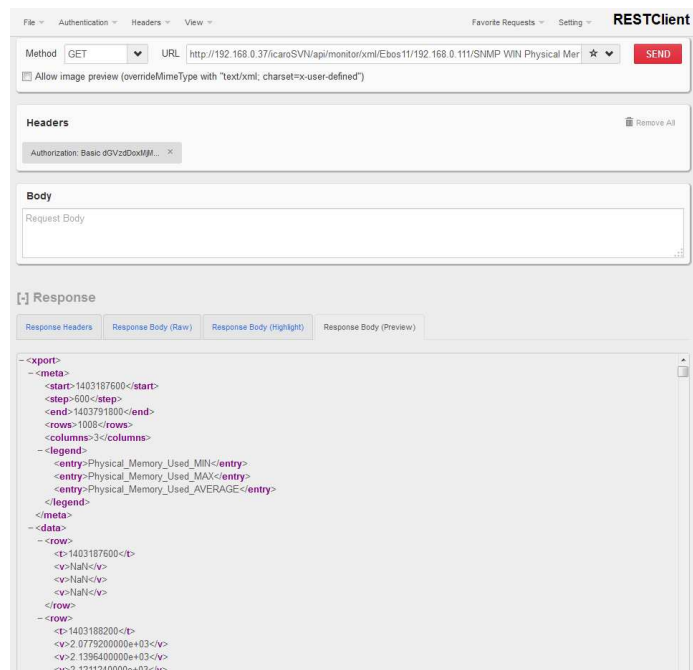 File Authentication Headers View Favorite Requests Setting RESTClient
Method GET URL http://192.168.0.37/icaroSVN/api/monitor/xml/Ebos11/192.168.0.111/SNMP WIN Physical Mer SEND
Allow image preview (overrideMimeType with "text/xml; charset=x-user-defined")
Headers Remove All
Authorization: Basic dGVzdDoxMjM... ×
Body
Request Body
[-] Response
Response Headers Response Body (Raw) Response Body (Highlight) Response Body (Preview)
– <xport>
– <meta>
<start>1403187600</start>
<step>600</step>
<end>1403791800</end>
<rows>1008</rows>
<columns>3</columns>
– <legend>
<entry>Physical_Memory_Used_MIN</entry>
<entry>Physical_Memory_Used_MAX</entry>
<entry>Physical_Memory_Used_AVERAGE</entry>
</legend>
</meta>
– <data>
– <row>
<t>1403187600</t>
<v>NaN</v>
<v>NaN</v>
<v>NaN</v>
</row>
– <row>
<t>1403188200</t>
<v>2.0779200000e+03</v>
<v>2.1396400000e+03</v>
<v>2.1211240000e+03</v>